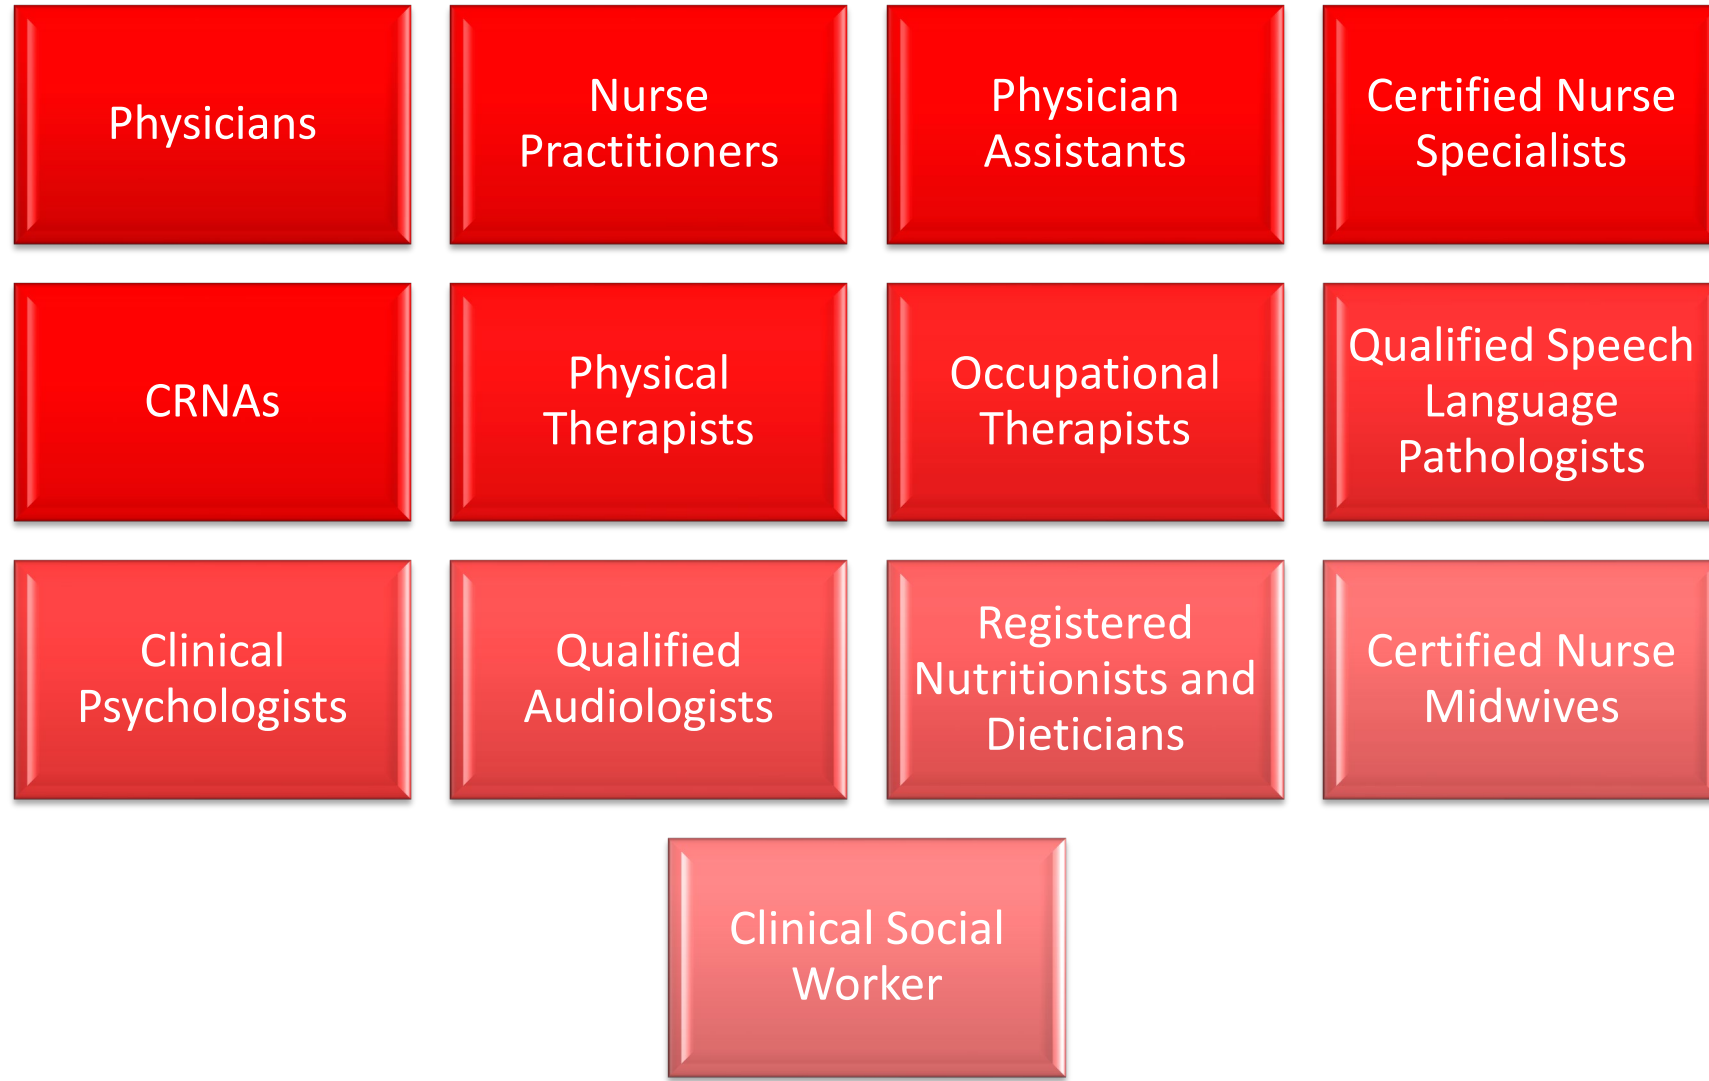 Physicians
Nurse
Practitioners
Physician
Assistants
Certified Nurse
Specialists
CRNAs
Physical
Therapists
Occupational
Therapists
Qualified Speech
Language
Pathologists
Clinical
Psychologists
Qualified
Audiologists
Registered
Nutritionists and
Dieticians
Certified Nurse
Midwives
Clinical Social
Worker